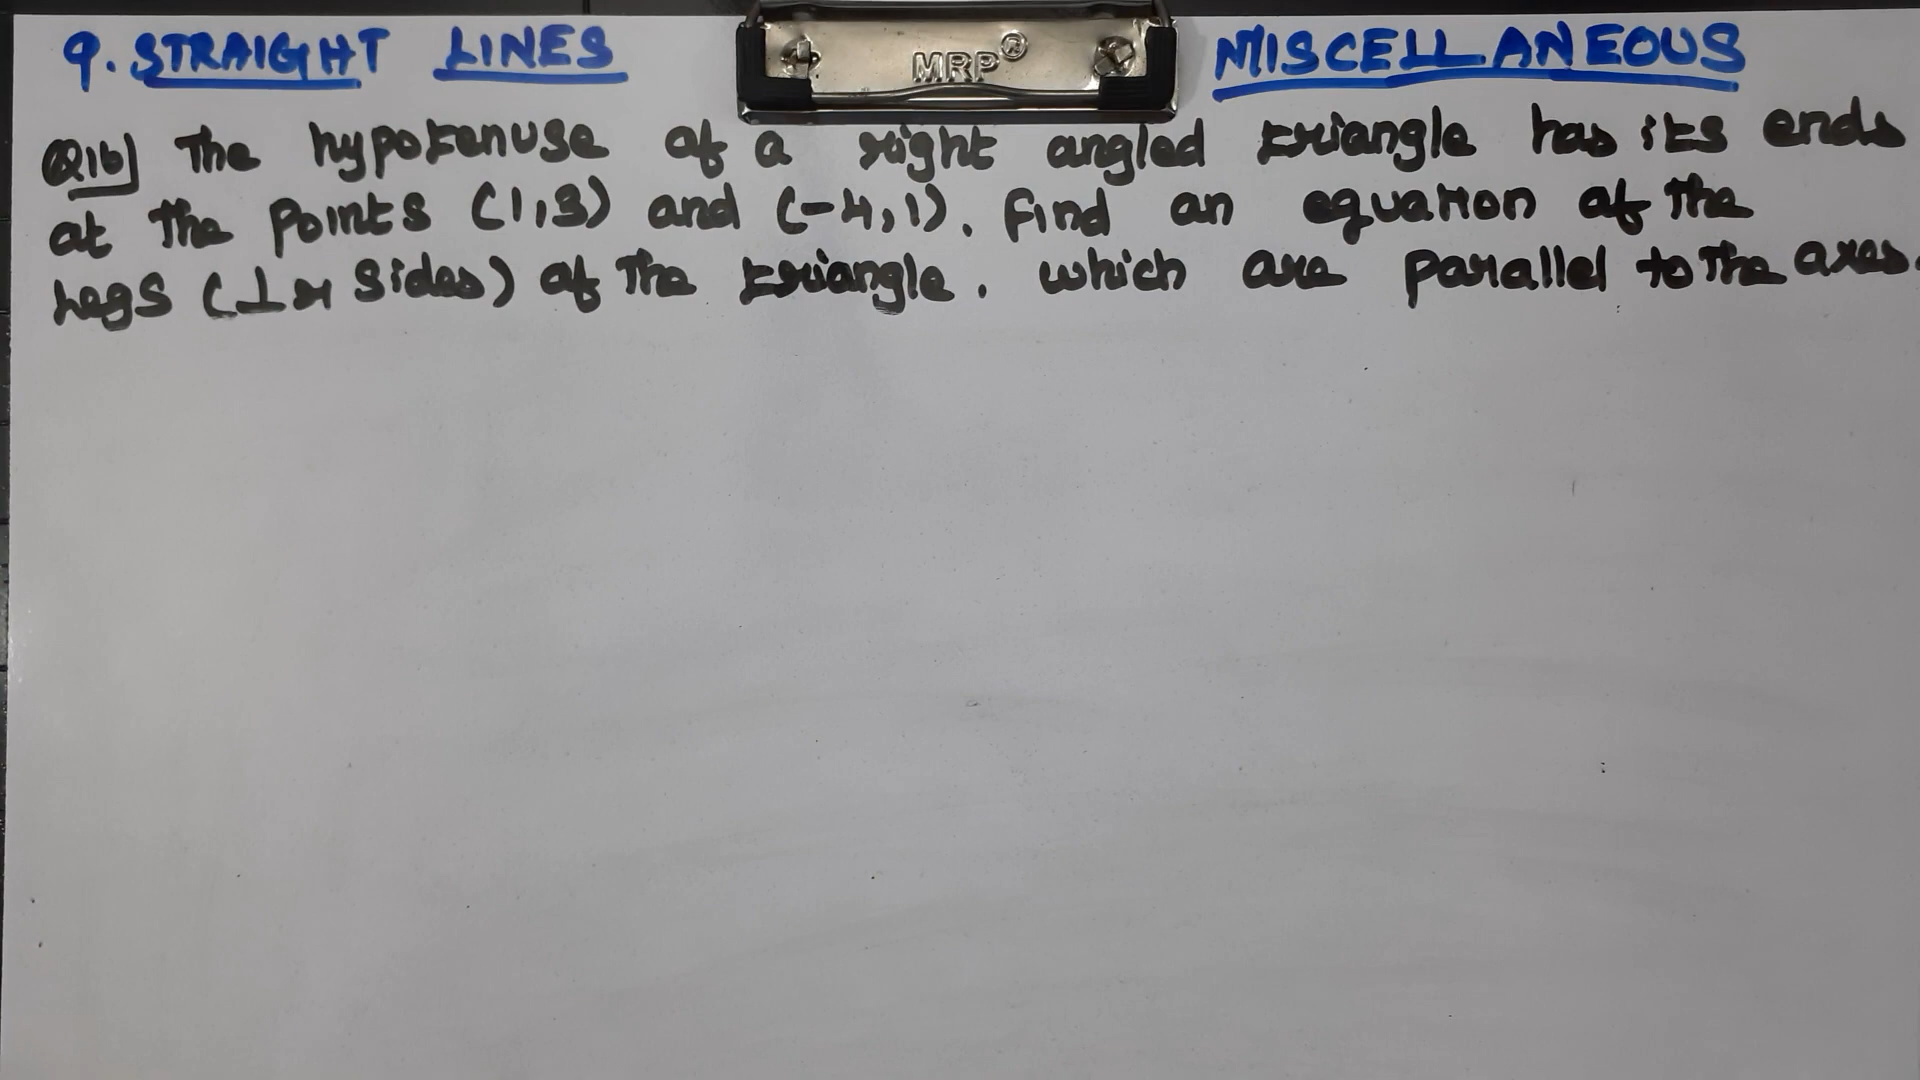 9. STRAIGHT LINES
MRP®
MISCELLANEOUS
Q16) The hypotenuse of a right angled triangle has its ends
at the points (1,3) and (-4,1). Find an equation of the
Legs (⊥r Sides) of the triangle. which are parallel to the axes.